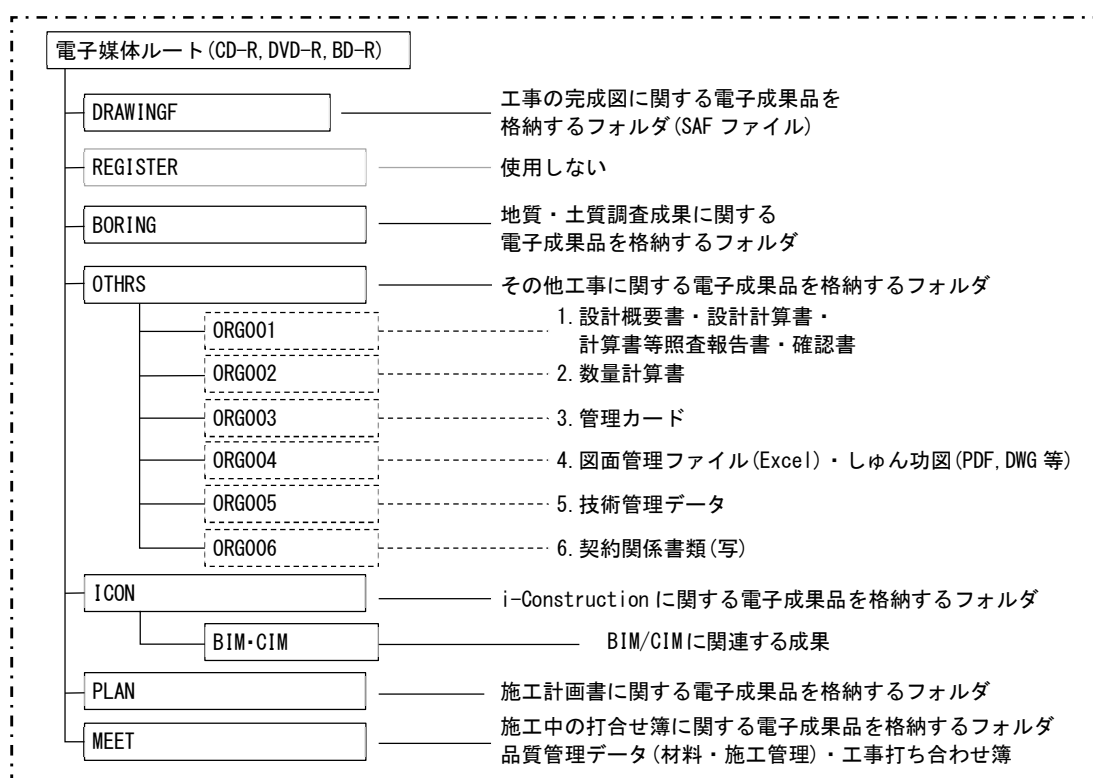 電子媒体ルート(CD-R,DVD-R,BD-R)
DRAWINGF
工事の完成図に関する電子成果品を
格納するフォルダ(SAF ファイル)
REGISTER
使用しない
BORING
地質・土質調査成果に関する
電子成果品を格納するフォルダ
OTHRS
その他工事に関する電子成果品を格納するフォルダ
ORG001
1.設計概要書・設計計算書・
計算書等照査報告書・確認書
ORG002
2.数量計算書
ORG003
3.管理カード
ORG004
4.図面管理ファイル(Excel)・しゅん功図(PDF,DWG 等)
ORG005
5.技術管理データ
ORG006
6.契約関係書類(写)
ICON
i-Construction に関する電子成果品を格納するフォルダ
BIM・CIM
BIM/CIMに関連する成果
PLAN
施工計画書に関する電子成果品を格納するフォルダ
MEET
施工中の打合せ簿に関する電子成果品を格納するフォルダ
品質管理データ(材料・施工管理)・工事打ち合わせ簿